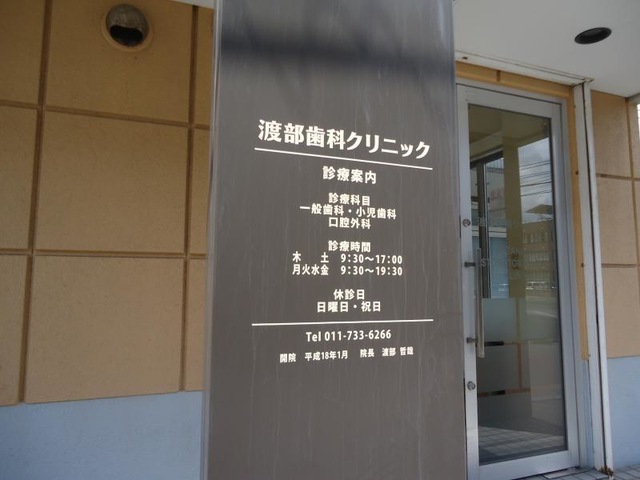 渡部歯科クリニック
診療案内
診療科目
一般歯科・小児歯科
口腔外科
診療時間
木　土　9:30〜17:00
月火水金　9:30〜19:30
休診日
日曜日・祝日
Tel 011-733-6266
開院　平成18年1月　院長　渡部